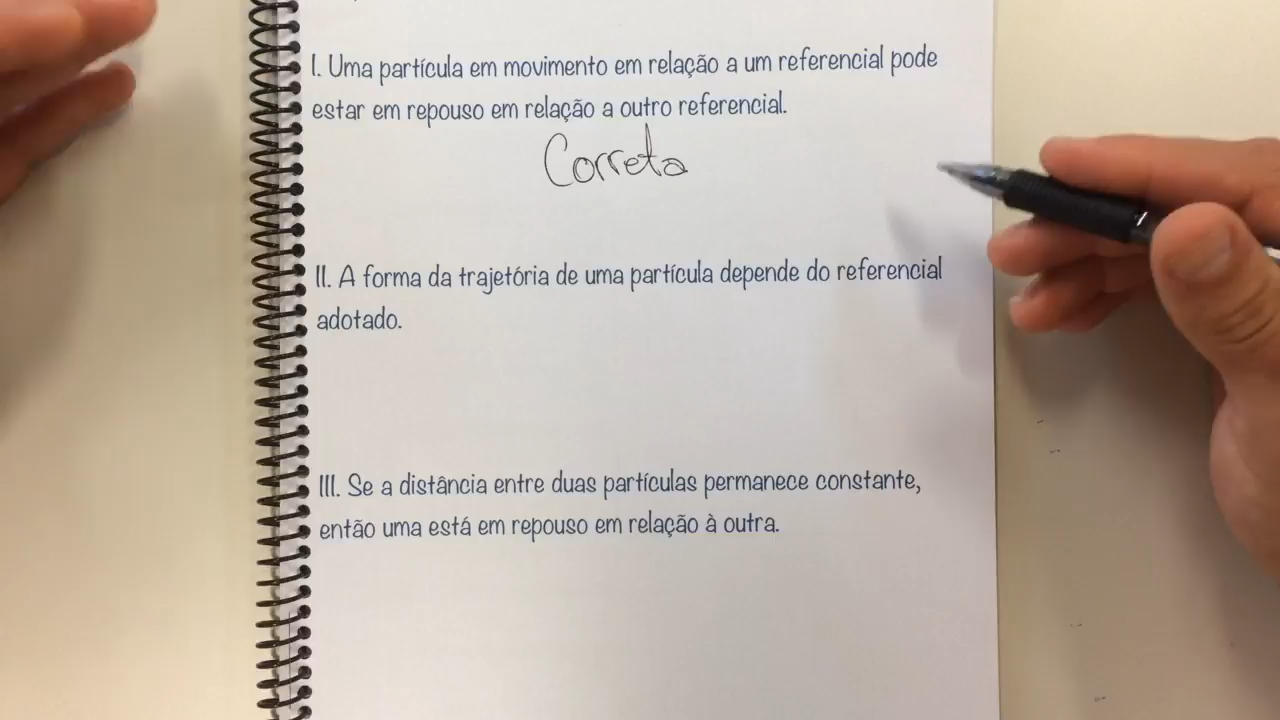 I. Uma partícula em movimento em relação a um referencial pode
estar em repouso em relação a outro referencial.
Correta
II. A forma da trajetória de uma partícula depende do referencial
adotado.
III. Se a distância entre duas partículas permanece constante,
então uma está em repouso em relação à outra.